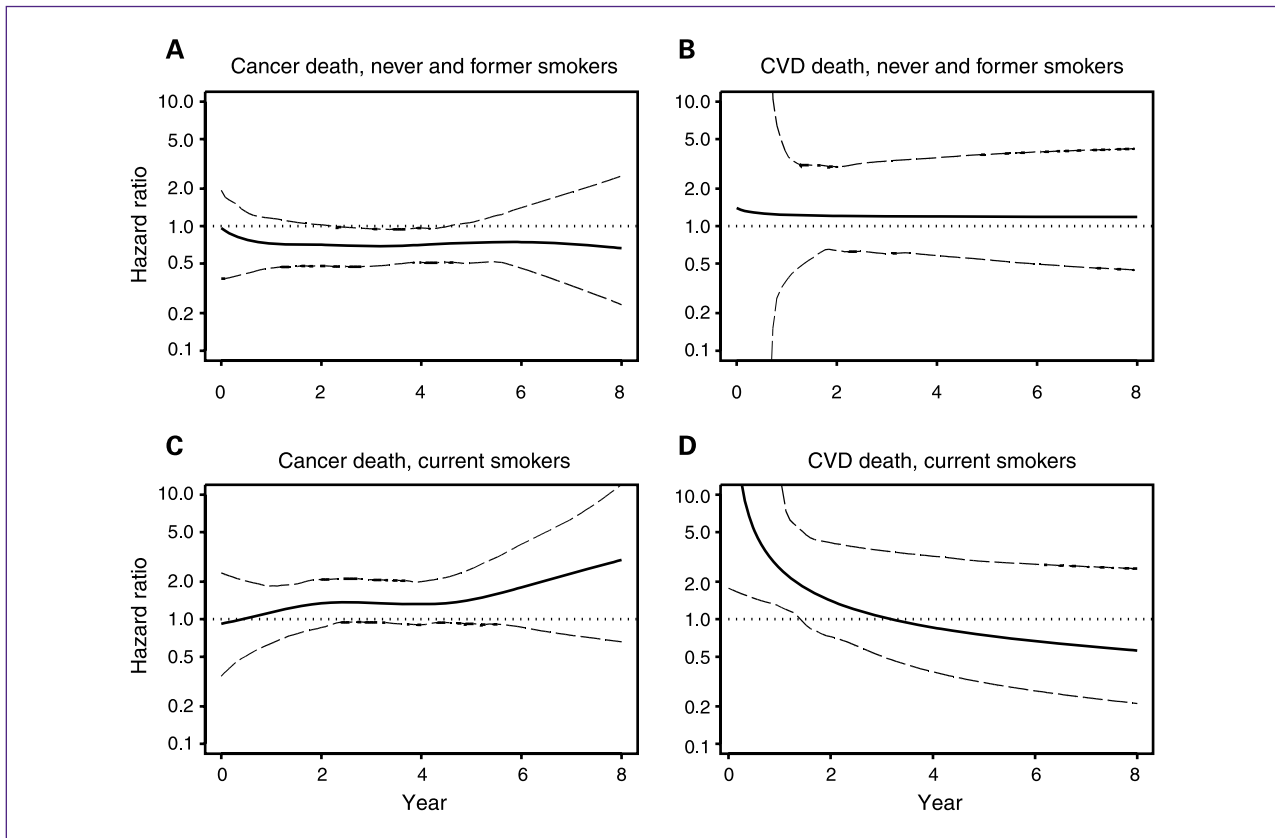 A
Cancer death, never and former smokers
Hazard ratio
10.0
5.0
2.0
1.0
0.5
0.2
0.1
0 2 4 6 8
B
CVD death, never and former smokers
10.0
5.0
2.0
1.0
0.5
0.2
0.1
0 2 4 6 8
C
Cancer death, current smokers
Hazard ratio
10.0
5.0
2.0
1.0
0.5
0.2
0.1
0 2 4 6 8
Year
D
CVD death, current smokers
10.0
5.0
2.0
1.0
0.5
0.2
0.1
0 2 4 6 8
Year